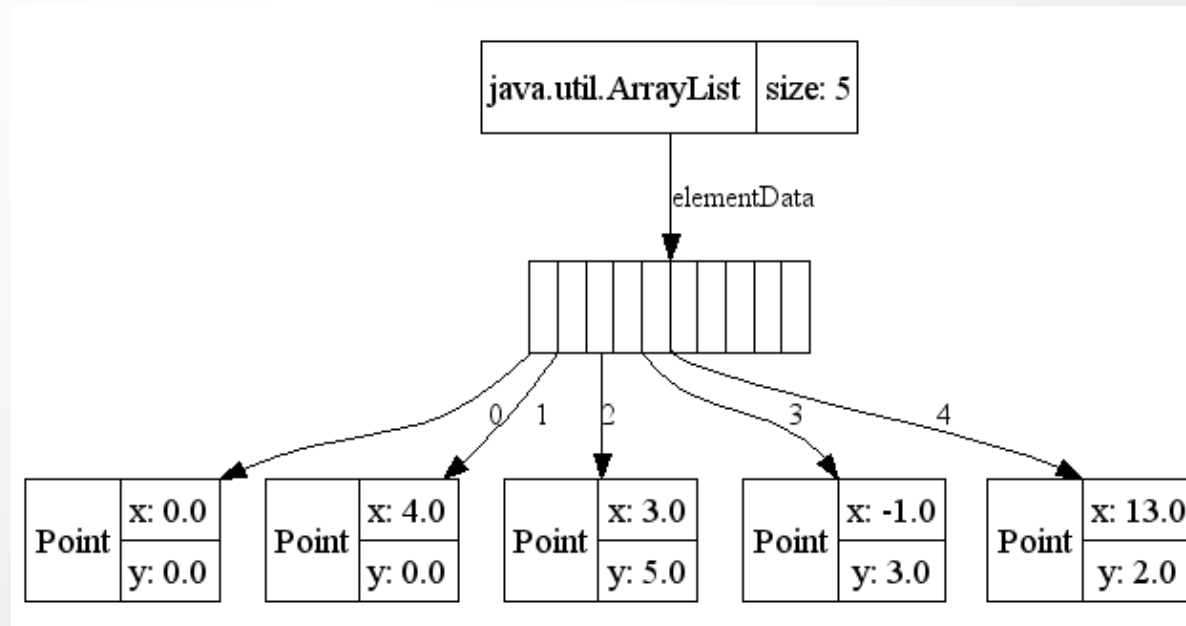 java.util.ArrayList size: 5
elementData
0 1 2 3 4
Point x: 0.0 y: 0.0
Point x: 4.0 y: 0.0
Point x: 3.0 y: 5.0
Point x: -1.0 y: 3.0
Point x: 13.0 y: 2.0